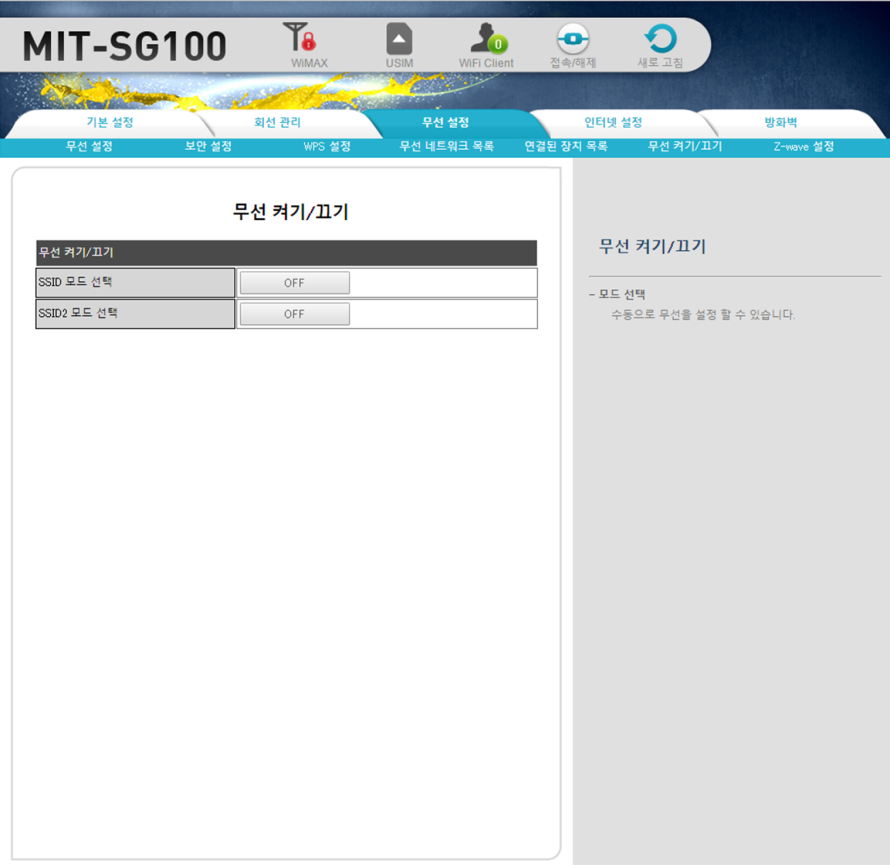 MIT-SG100
WiMAX
USIM
0
WiFi Client
접속/해제
새로 고침
기본 설정
회선 관리
무선 설정
인터넷 설정
방화벽
무선 설정
보안 설정
WPS 설정
무선 네트워크 목록
연결된 장치 목록
무선 켜기/끄기
Z-wave 설정
무선 켜기/끄기
무선 켜기/끄기
SSID 모드 선택
OFF
SSID2 모드 선택
OFF
무선 켜기/끄기
- 모드 선택
수동으로 무선을 설정 할 수 있습니다.